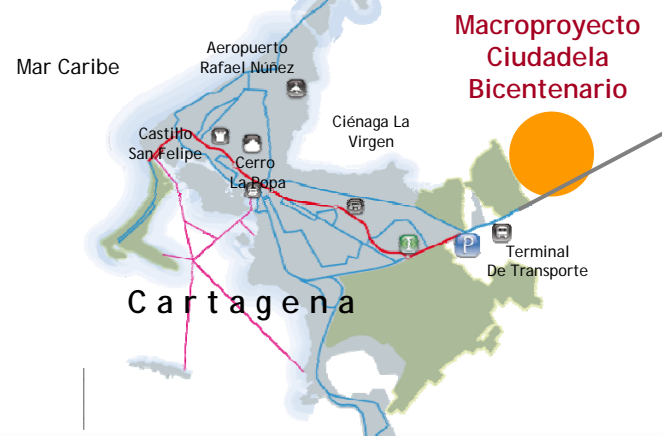 Macroproyecto
Ciudadela
Bicentenario
Aeropuerto
Rafael Núñez
Mar Caribe
Ciénaga La
Virgen
Castillo
San Felipe
Cerro
La Popa
P
Terminal
De Transporte
Cartagena